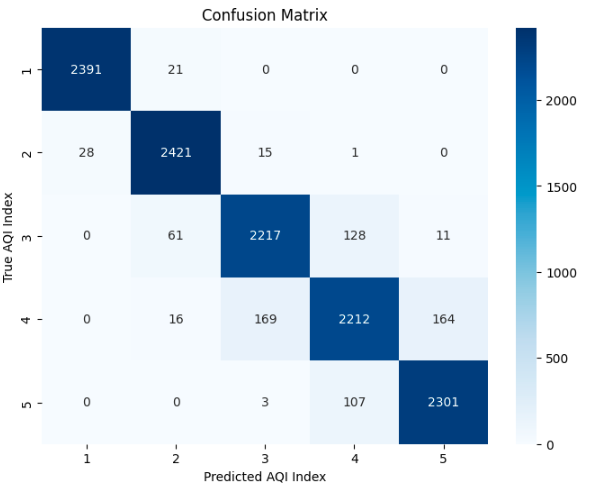 Confusion Matrix
True AQI Index
1 2391 21 0 0 0
2 28 2421 15 1 0
3 0 61 2217 128 11
4 0 16 169 2212 164
5 0 0 3 107 2301
1 2 3 4 5
Predicted AQI Index
2000
1500
1000
500
0